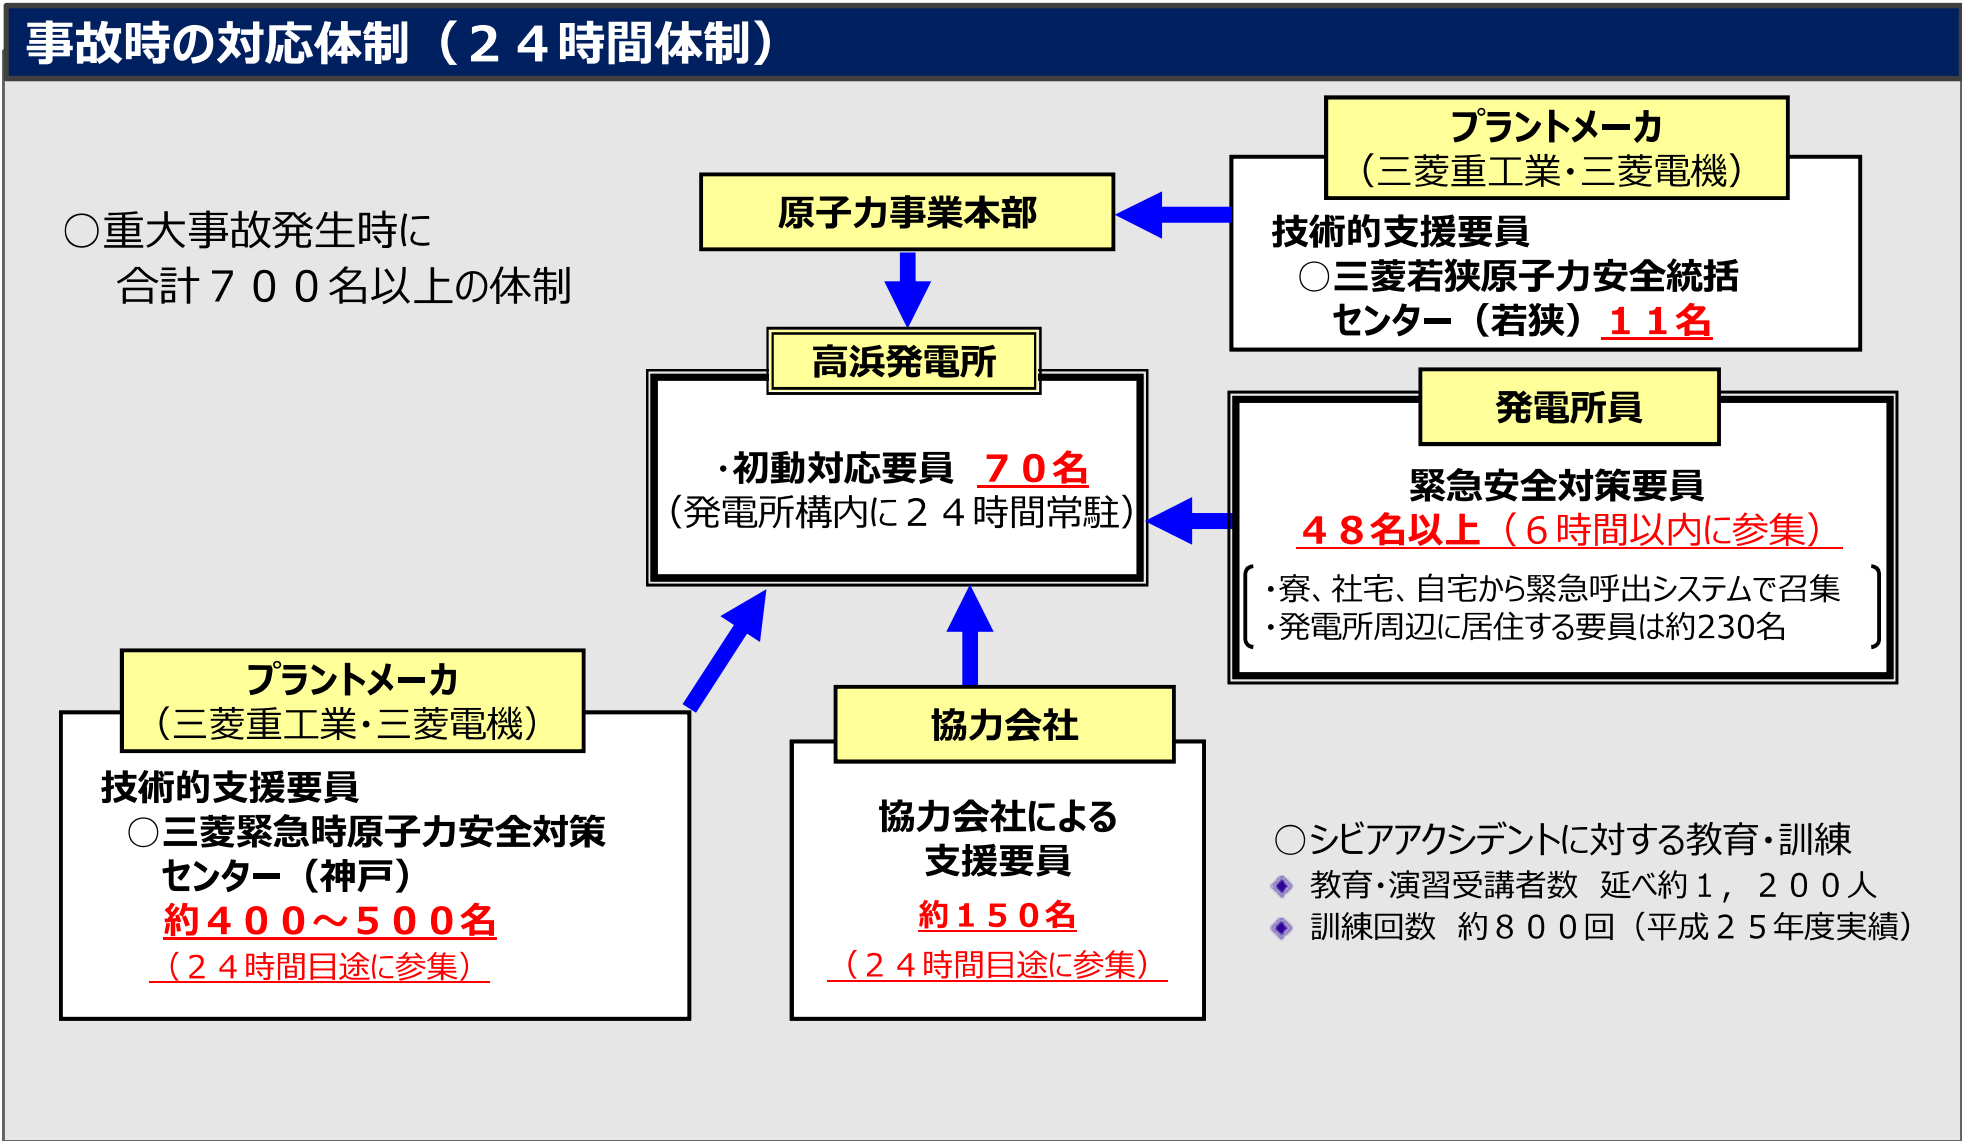 事故時の対応体制（２４時間体制）
○重大事故発生時に
合計７００名以上の体制
原子力事業本部
プラントメーカ
（三菱重工業・三菱電機）
技術的支援要員
○三菱若狭原子力安全統括
センター（若狭）１１名
高浜発電所
・初動対応要員　７０名
（発電所構内に２４時間常駐）
発電所員
緊急安全対策要員
４８名以上（６時間以内に参集）
・寮、社宅、自宅から緊急呼出システムで召集
・発電所周辺に居住する要員は約230名
プラントメーカ
（三菱重工業・三菱電機）
技術的支援要員
○三菱緊急時原子力安全対策
センター（神戸）
約４００～５００名
（２４時間目途に参集）
協力会社
協力会社による
支援要員
約１５０名
（２４時間目途に参集）
○シビアアクシデントに対する教育・訓練
教育・演習受講者数　延べ約１，２００人
訓練回数　約８００回（平成２５年度実績）